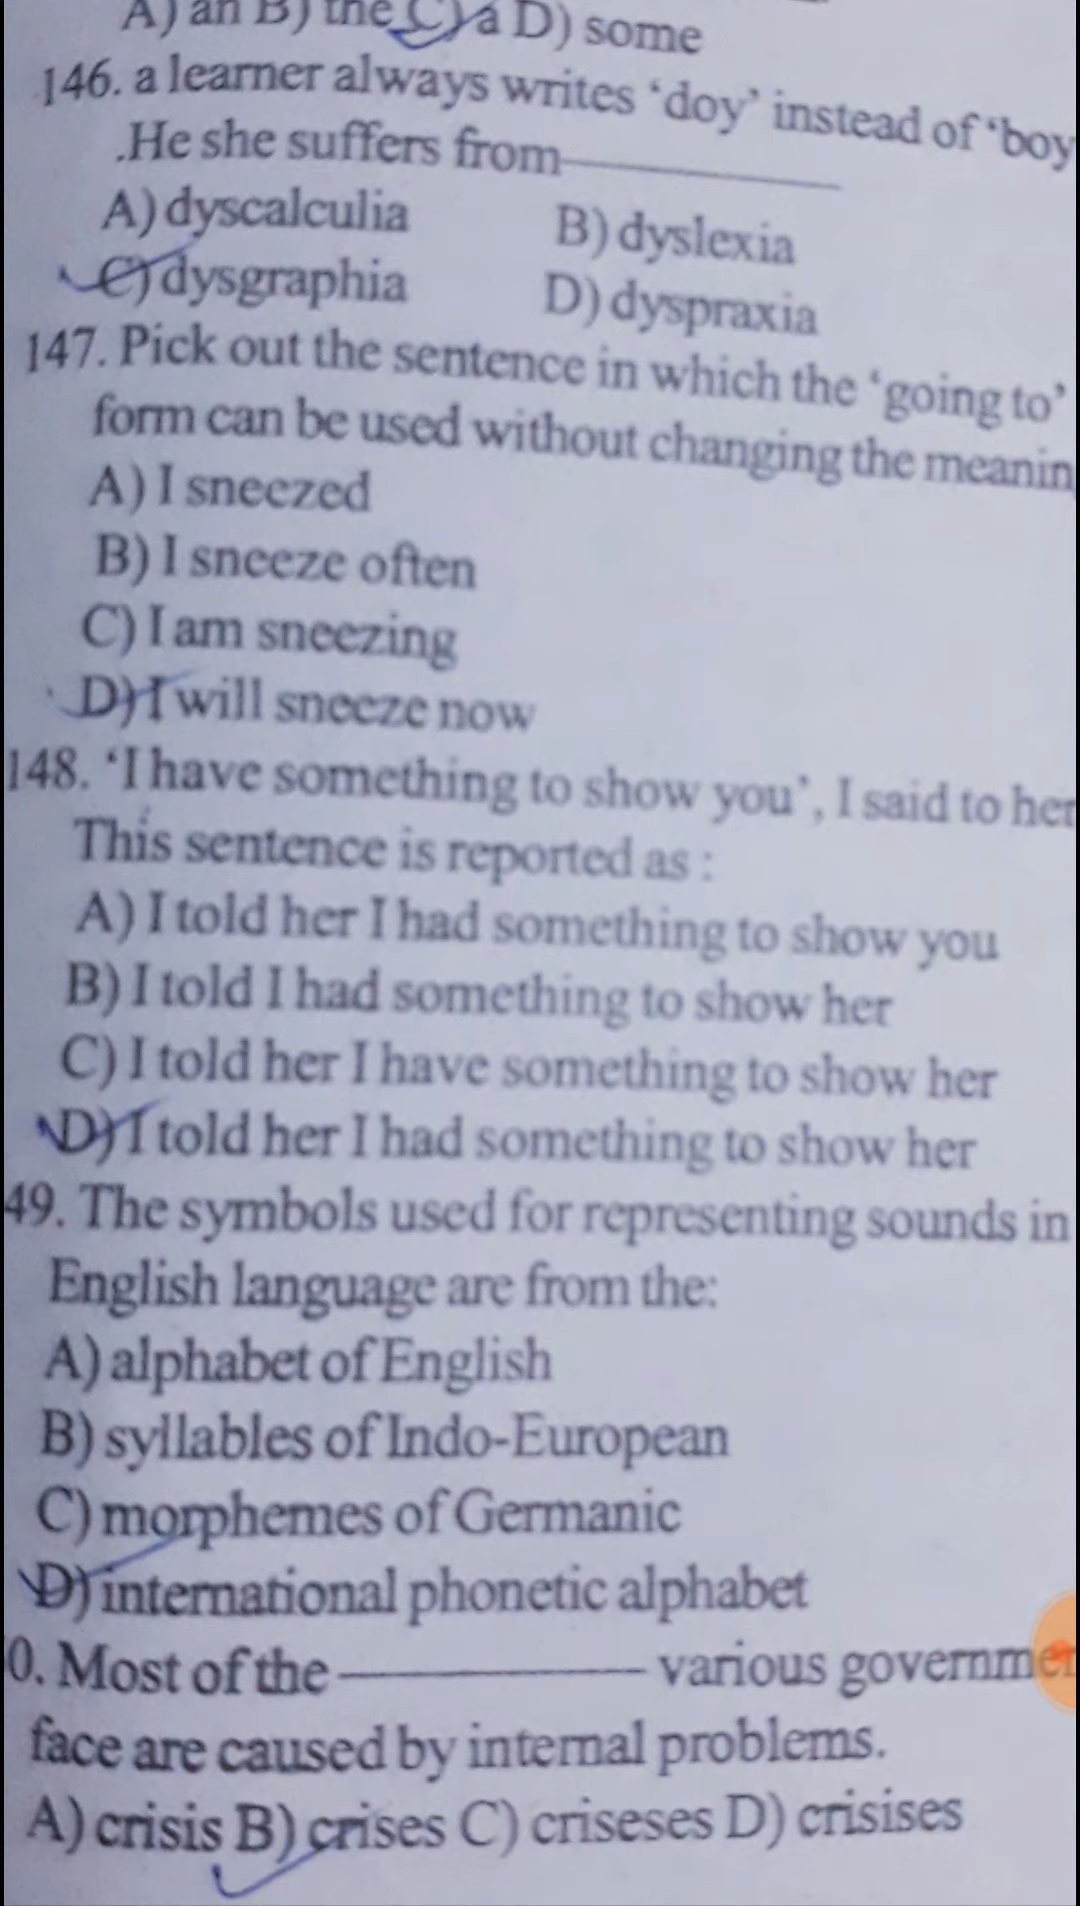 A) an B) the C) a D) some
146. a learner always writes ‘doy’ instead of ‘boy
.He she suffers from
A) dyscalculia B) dyslexia
C) dysgraphia D) dyspraxia
147. Pick out the sentence in which the ‘going to’
form can be used without changing the meanin
A) I sneezed
B) I sneeze often
C) I am sneezing
D) I will sneeze now
148. ‘I have something to show you’, I said to her
This sentence is reported as :
A) I told her I had something to show you
B) I told I had something to show her
C) I told her I have something to show her
D) I told her I had something to show her
49. The symbols used for representing sounds in
English language are from the:
A) alphabet of English
B) syllables of Indo-European
C) morphemes of Germanic
D) international phonetic alphabet
0. Most of the various governmen
face are caused by internal problems.
A) crisis B) crises C) criseses D) crisises